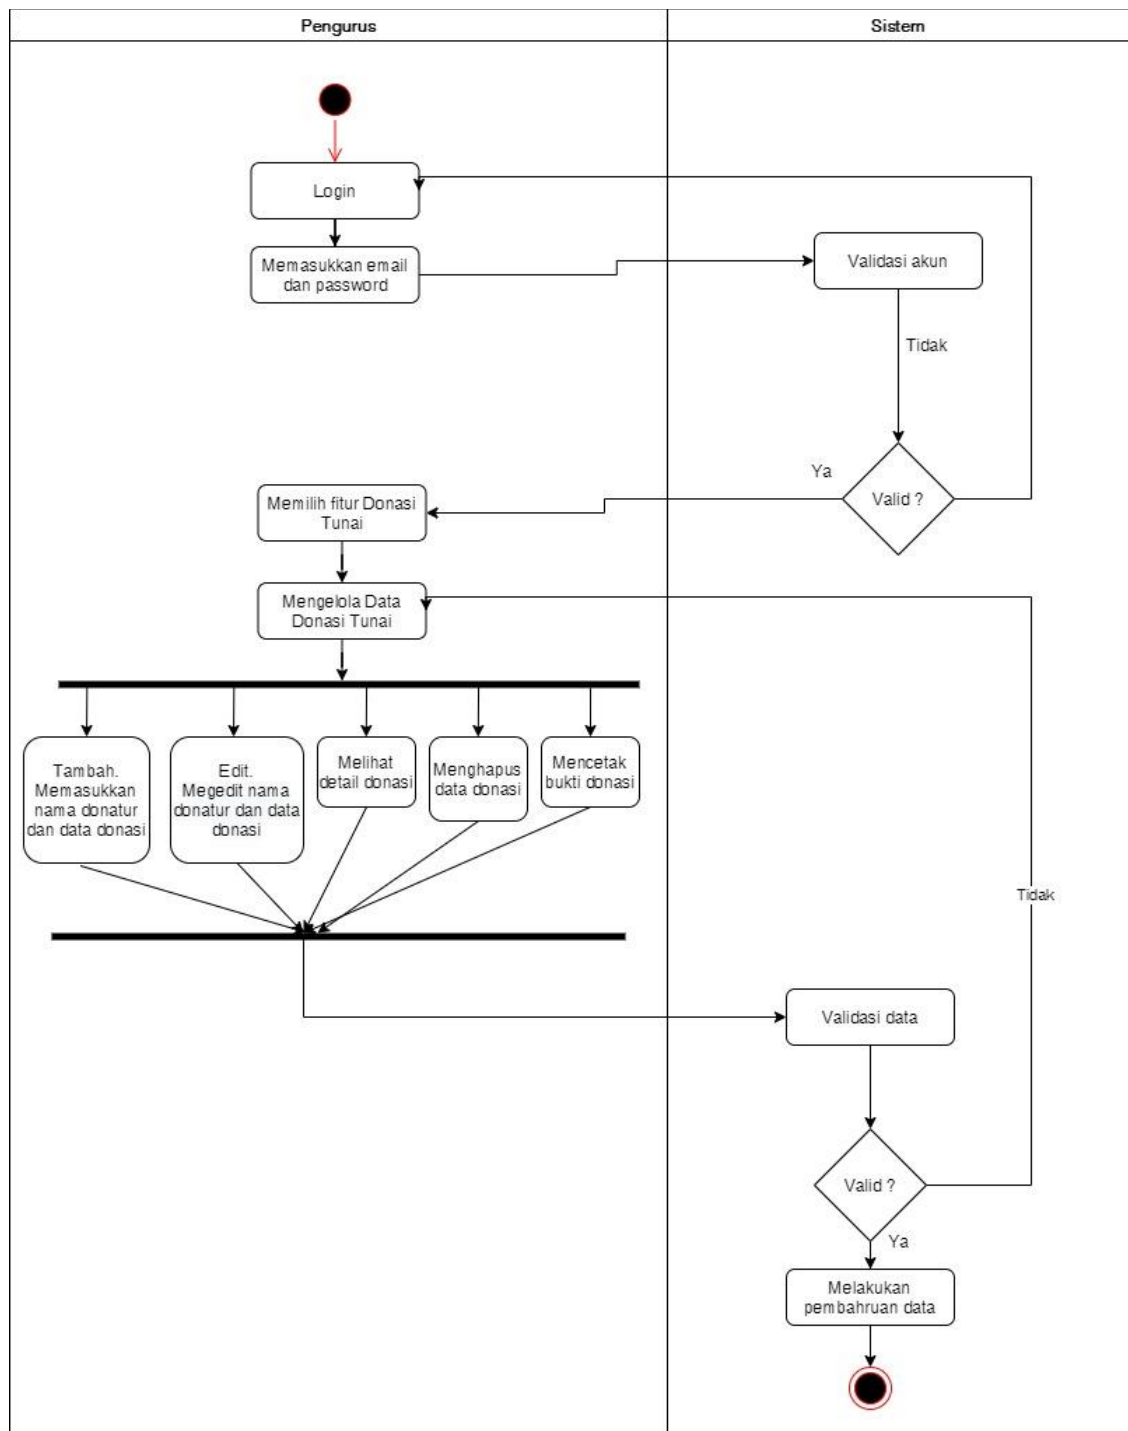 Pengurus
Sistem
Login
Memasukkan email
dan password
Validasi akun
Tidak
Ya
Valid ?
Memilih fitur Donasi
Tunai
Mengelola Data
Donasi Tunai
Tambah.
Memasukkan
nama donatur
dan data donasi
Edit.
Megedit nama
donatur dan data
donasi
Melihat
detail donasi
Menghapus
data donasi
Mencetak
bukti donasi
Tidak
Validasi data
Valid ?
Ya
Melakukan
pembahruan data